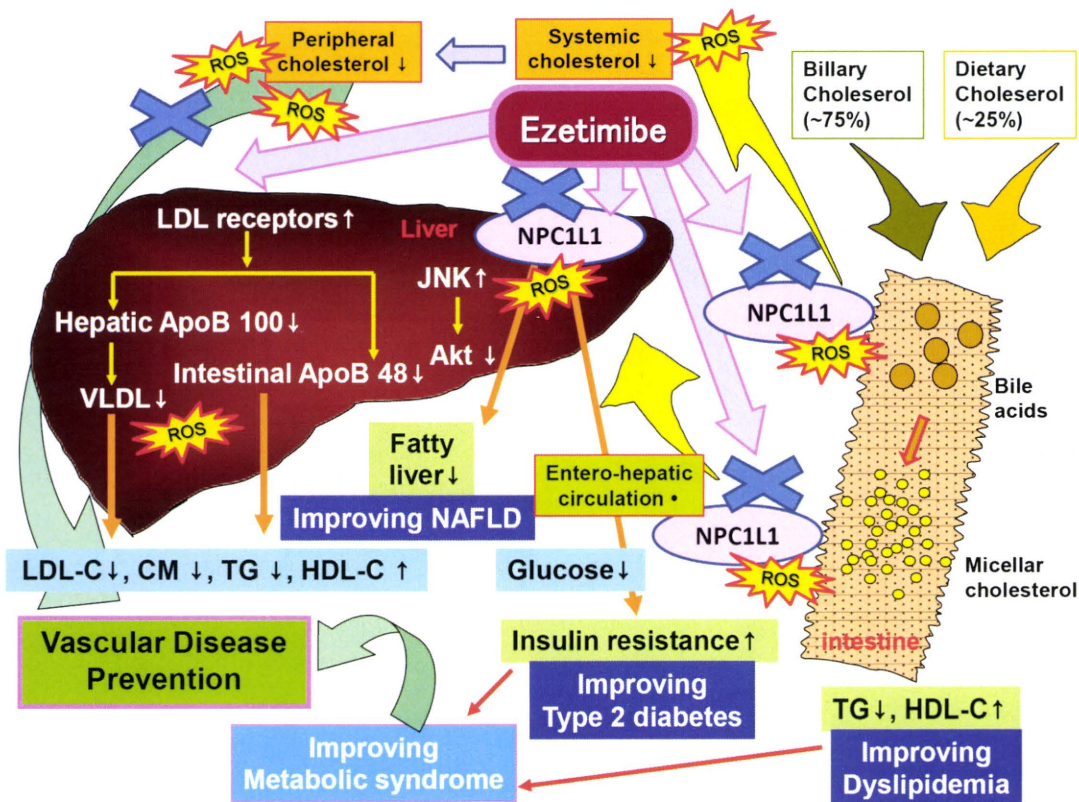 ROS
Peripheral
cholesterol ↓
ROS
Systemic
cholesterol ↓
ROS
Billary
Choleserol
(~75%)
Dietary
Choleserol
(~25%)
Ezetimibe
LDL receptors↑
Liver
NPC1L1
JNK↑
ROS
NPC1L1
ROS
Hepatic ApoB 100↓
Akt ↓
Intestinal ApoB 48↓
VLDL↓
ROS
Bile
acids
Fatty
liver↓
Entero-hepatic
circulation •
Improving NAFLD
NPC1L1
ROS
LDL-C↓, CM ↓, TG ↓, HDL-C ↑
Glucose↓
Micellar
cholesterol
intestine
Vascular Disease
Prevention
Insulin resistance↑
Improving
Type 2 diabetes
TG↓, HDL-C↑
Improving
Metabolic syndrome
Improving
Dyslipidemia